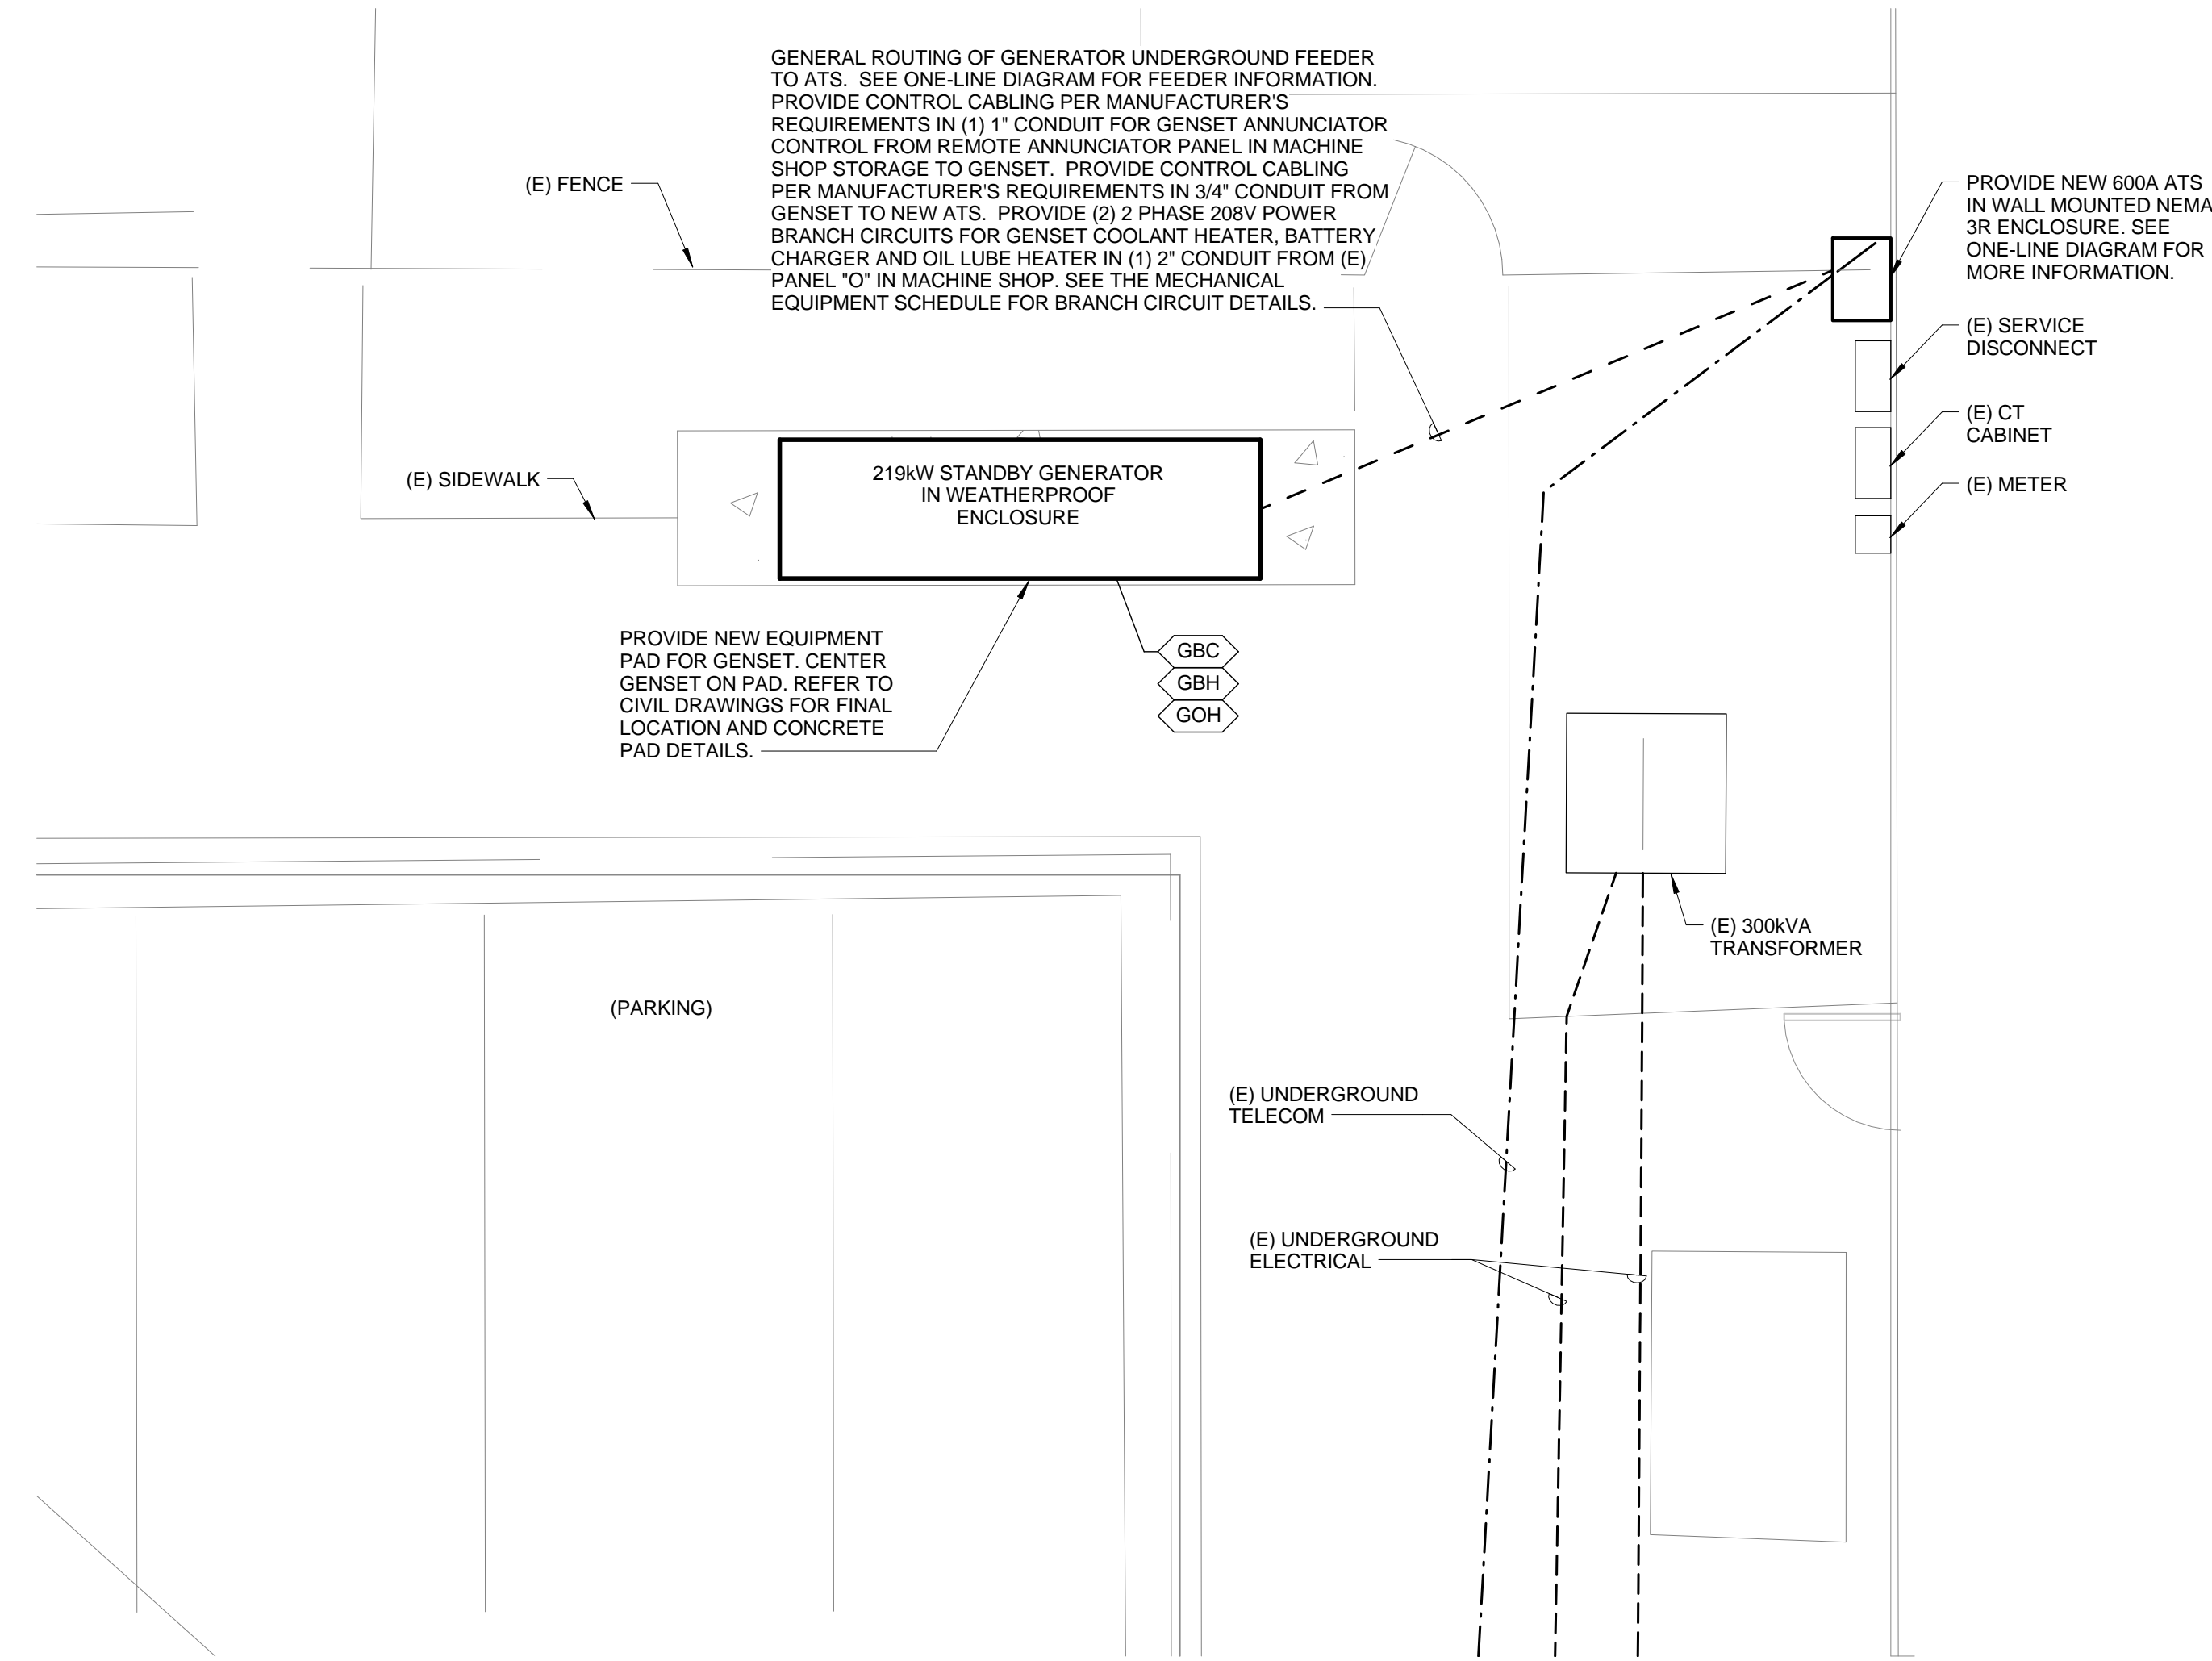 GENERAL ROUTING OF GENERATOR UNDERGROUND FEEDER
TO ATS.  SEE ONE-LINE DIAGRAM FOR FEEDER INFORMATION.
PROVIDE CONTROL CABLING PER MANUFACTURER'S
REQUIREMENTS IN (1) 1" CONDUIT FOR GENSET ANNUNCIATOR
CONTROL FROM REMOTE ANNUNCIATOR PANEL IN MACHINE
SHOP STORAGE TO GENSET.  PROVIDE CONTROL CABLING
PER MANUFACTURER'S REQUIREMENTS IN 3/4" CONDUIT FROM
GENSET TO NEW ATS.  PROVIDE (2) 2 PHASE 208V POWER
BRANCH CIRCUITS FOR GENSET COOLANT HEATER, BATTERY
CHARGER AND OIL LUBE HEATER IN (1) 2" CONDUIT FROM (E)
PANEL "O" IN MACHINE SHOP. SEE THE MECHANICAL
EQUIPMENT SCHEDULE FOR BRANCH CIRCUIT DETAILS.
(E) FENCE
PROVIDE NEW 600A ATS
IN WALL MOUNTED NEMA
3R ENCLOSURE. SEE
ONE-LINE DIAGRAM FOR
MORE INFORMATION.
(E) SERVICE
DISCONNECT
(E) CT
CABINET
(E) METER
(E) SIDEWALK
219kW STANDBY GENERATOR
IN WEATHERPROOF
ENCLOSURE
PROVIDE NEW EQUIPMENT
PAD FOR GENSET. CENTER
GENSET ON PAD. REFER TO
CIVIL DRAWINGS FOR FINAL
LOCATION AND CONCRETE
PAD DETAILS.
GBC
GBH
GOH
(E) 300kVA
TRANSFORMER
(PARKING)
(E) UNDERGROUND
TELECOM
(E) UNDERGROUND
ELECTRICAL